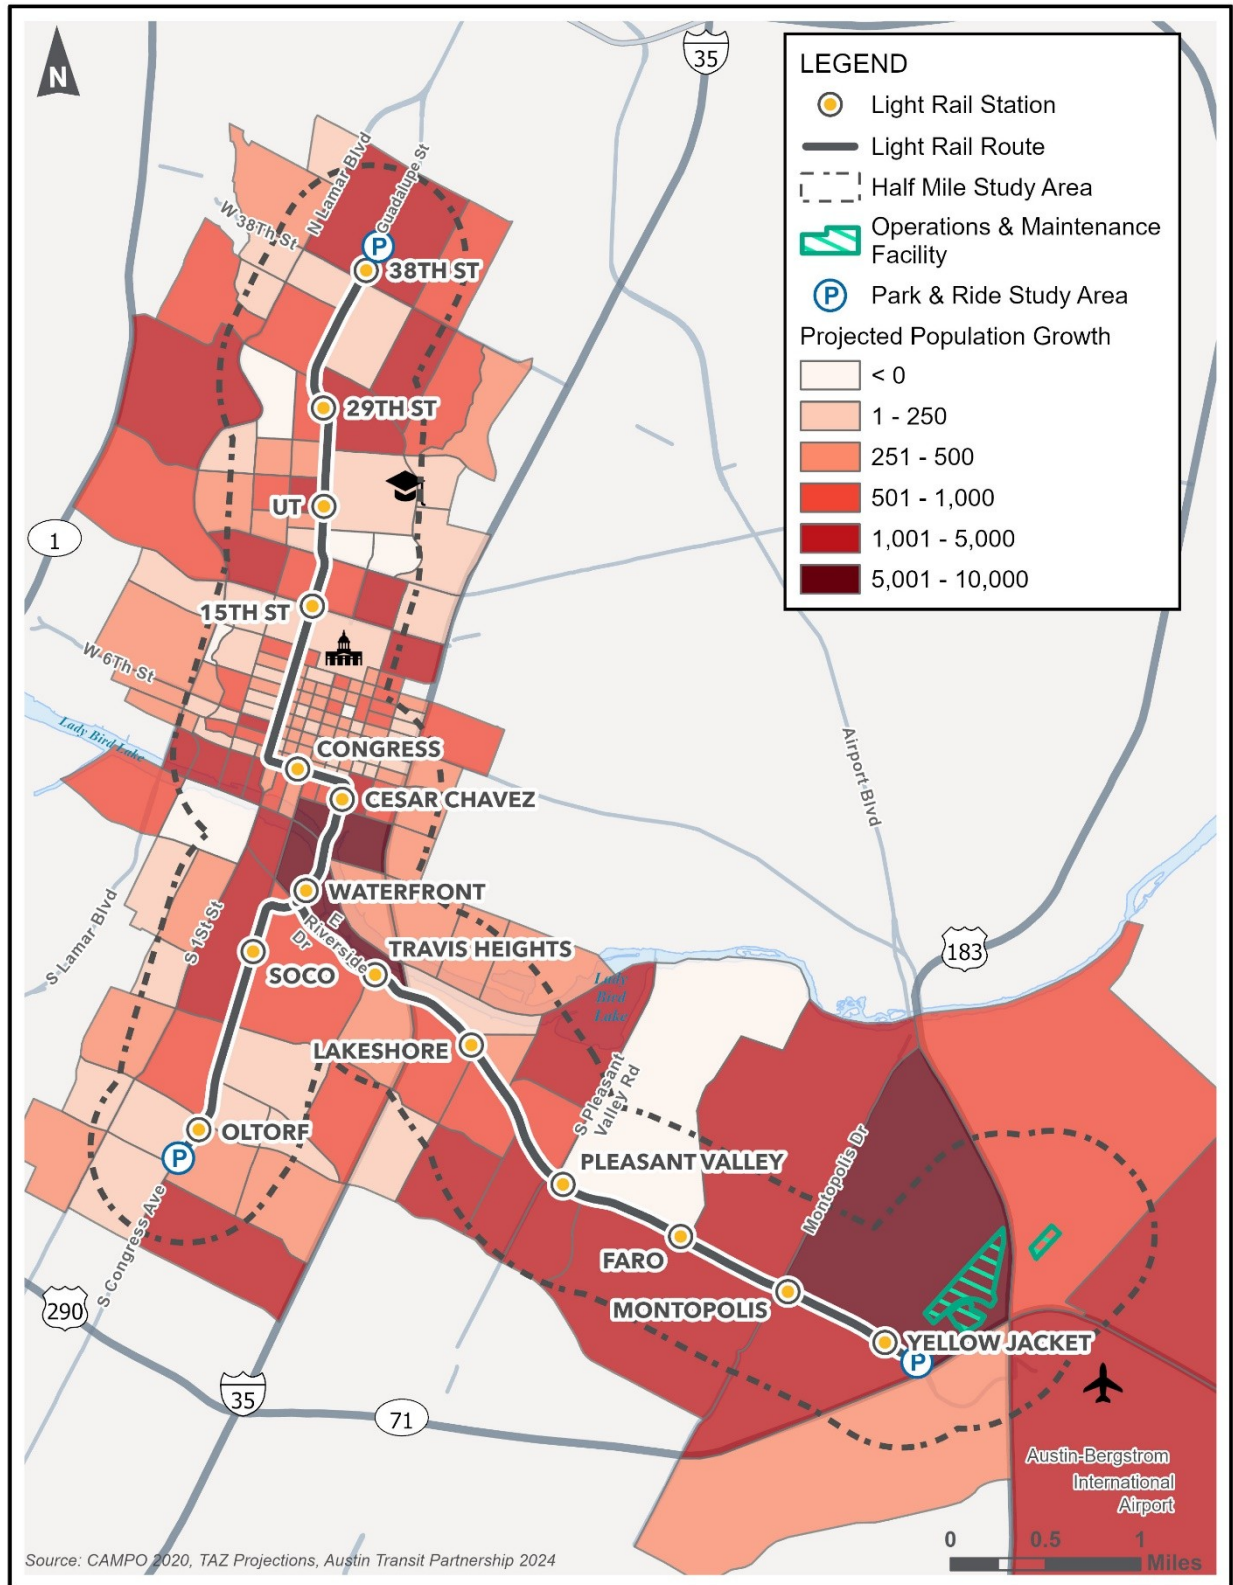 N
35
LEGEND
Light Rail Station
Light Rail Route
Half Mile Study Area
Operations & Maintenance
Facility
P
Park & Ride Study Area
Projected Population Growth
< 0
1 - 250
251 - 500
501 - 1,000
1,001 - 5,000
5,001 - 10,000
N Lamar Blvd
Guadalupe St
W 38Th St
P
38TH ST
29TH ST
UT
1
15TH ST
W 6Th St
Lady Bird Lake
CONGRESS
CESAR CHAVEZ
Airport Blvd
WATERFRONT
E
Riverside
Dr
S Lamar Blvd
S 1St St
TRAVIS HEIGHTS
SOCO
183
Lady
Bird
Lake
LAKESHORE
S Pleasant
Valley Rd
OLTORF
P
PLEASANT VALLEY
Montopolis Dr
S Congress Ave
FARO
MONTOPOLIS
290
YELLOW JACKET
P
35
71
Austin-Bergstrom
International
Airport
0 0.5 1
Miles
Source: CAMPO 2020, TAZ Projections, Austin Transit Partnership 2024